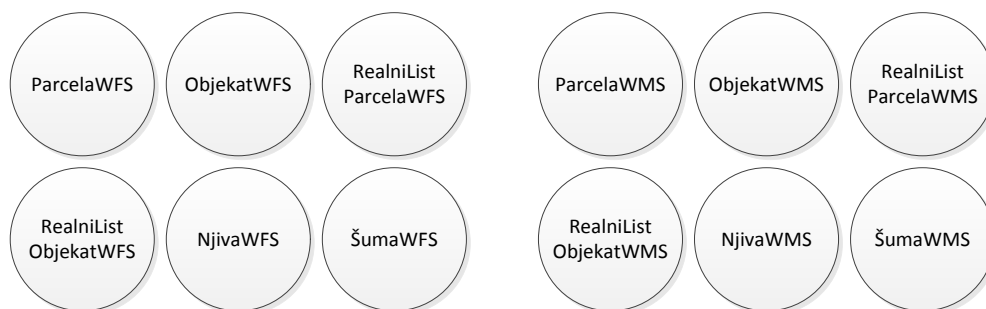 ParcelaWFS
ObjekatWFS
RealniList
ParcelaWFS
ParcelaWMS
ObjekatWMS
RealniList
ParcelaWMS
RealniList
ObjekatWFS
NjivaWFS
ŠumaWFS
RealniList
ObjekatWMS
NjivaWMS
ŠumaWMS